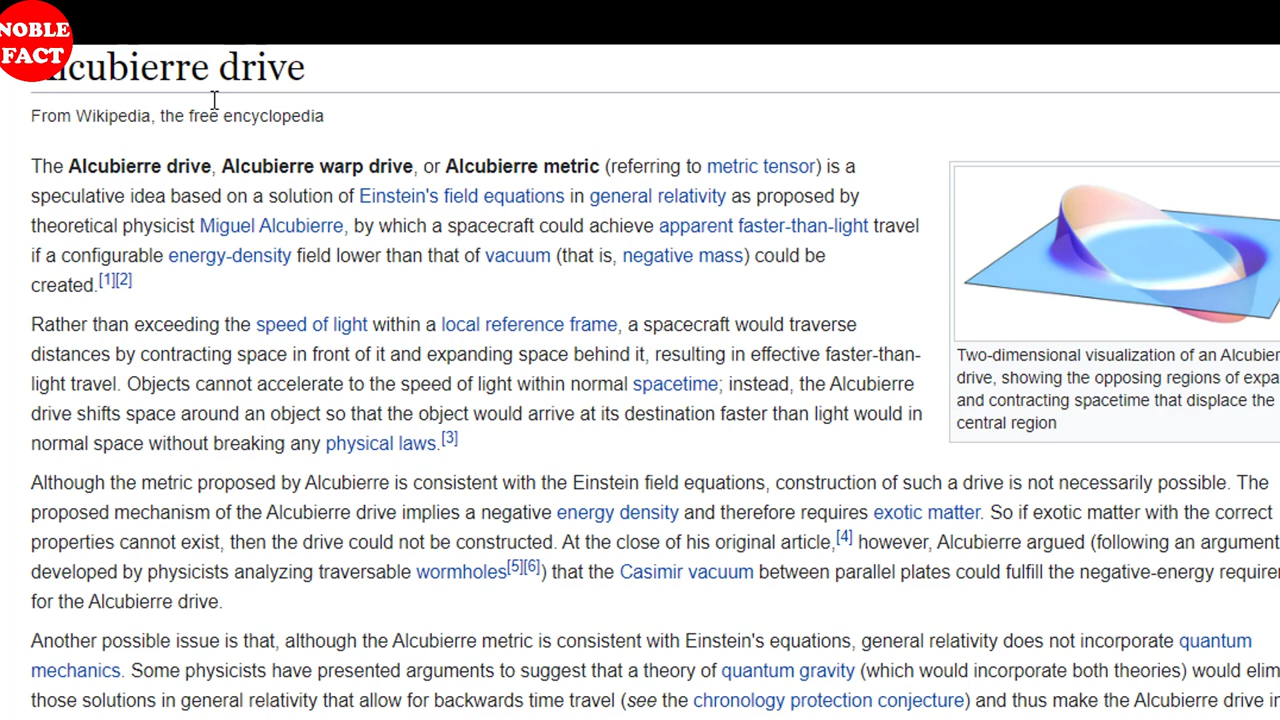 NOBLE
FACT
lcubierre drive
From Wikipedia, the free encyclopedia
The Alcubierre drive, Alcubierre warp drive, or Alcubierre metric (referring to metric tensor) is a
speculative idea based on a solution of Einstein's field equations in general relativity as proposed by
theoretical physicist Miguel Alcubierre, by which a spacecraft could achieve apparent faster-than-light travel
if a configurable energy-density field lower than that of vacuum (that is, negative mass) could be
created.[1][2]
Rather than exceeding the speed of light within a local reference frame, a spacecraft would traverse
distances by contracting space in front of it and expanding space behind it, resulting in effective faster-than-
light travel. Objects cannot accelerate to the speed of light within normal spacetime; instead, the Alcubierre
drive shifts space around an object so that the object would arrive at its destination faster than light would in
normal space without breaking any physical laws.[3]
Two-dimensional visualization of an Alcubier
drive, showing the opposing regions of expa
and contracting spacetime that displace the
central region
Although the metric proposed by Alcubierre is consistent with the Einstein field equations, construction of such a drive is not necessarily possible. The
proposed mechanism of the Alcubierre drive implies a negative energy density and therefore requires exotic matter. So if exotic matter with the correct
properties cannot exist, then the drive could not be constructed. At the close of his original article,[4] however, Alcubierre argued (following an argument
developed by physicists analyzing traversable wormholes[5][6]) that the Casimir vacuum between parallel plates could fulfill the negative-energy require
for the Alcubierre drive.
Another possible issue is that, although the Alcubierre metric is consistent with Einstein's equations, general relativity does not incorporate quantum
mechanics. Some physicists have presented arguments to suggest that a theory of quantum gravity (which would incorporate both theories) would elim
those solutions in general relativity that allow for backwards time travel (see the chronology protection conjecture) and thus make the Alcubierre drive in